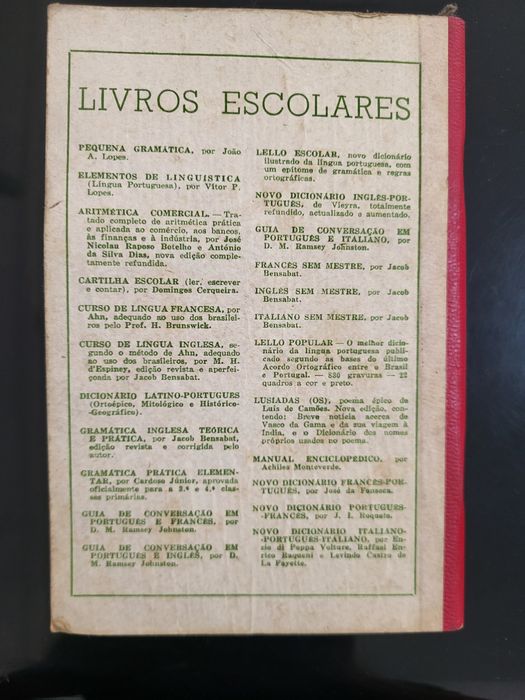 LIVROS ESCOLARES
PEQUENA GRAMÁTICA, por João
A. Lopes.
ELEMENTOS DE LINGUISTICA
(Língua Portuguesa), por Vitor P.
Lopes.
ARITMÉTICA COMERCIAL. — Tra-
tado completo de aritmética prática
e aplicada ao comércio, aos bancos,
às finanças e à indústria, por José
Nicolau Raposo Botelho e António
da Silva Dias, nova edição comple-
tamente refundida.
CARTILHA ESCOLAR (ler, escrever
e contar), por Domingos Cerqueira.
CURSO DE LINGUA FRANCESA, por
Ahn, adequado ao uso dos brasilei-
ros pelo Prof. H. Brunswick.
CURSO DE LINGUA INGLESA, se-
gundo o método de Ahn, adequado
ao uso dos brasileiros, por M. H.
d'Espiney, edição revista e aperfei-
çoada por Jacob Bensabat.
DICIONÁRIO LATINO-PORTUGUÊS
(Ortoépico, Mitológico e Histórico-
-Geográfico).
GRAMÁTICA INGLESA TEÓRICA
E PRÁTICA, por Jacob Bensabat,
edição revista e corrigida pelo
autor.
GRAMÁTICA PRÁTICA ELEMEN-
TAR, por Cardoso Júnior, aprovada
oficialmente para a 3.ª e 4.ª clas-
ses primárias.
GUIA DE CONVERSAÇÃO EM
PORTUGUÊS E FRANCÊS, por
D. M. Ramsey Johnston.
GUIA DE CONVERSAÇÃO EM
PORTUGUÊS E INGLÊS, por D.
M. Ramsey Johnston.
LELLO ESCOLAR, novo dicionário
ilustrado da língua portuguesa, com
um epítome de gramática e regras
ortográficas.
NOVO DICIONÁRIO INGLÊS-POR-
TUGUÊS, de Vieyra, totalmente
refundido, actualizado e aumentado.
GUIA DE CONVERSAÇÃO EM
PORTUGUÊS E ITALIANO, por
D. M. Ramsey Johnston.
FRANCÊS SEM MESTRE, por Jacob
Bensabat.
INGLÊS SEM MESTRE, por Jacob
Bensabat.
ITALIANO SEM MESTRE, por Jacob
Bensabat.
LELLO POPULAR — O melhor dicio-
nário da língua portuguesa publi-
cado segundo as bases do último
Acordo Ortográfico entre o Brasil
e Portugal. — 830 gravuras — 22
quadros a cor e preto.
LUSIADAS (OS), poema épico de
Luís de Camões. Nova edição, con-
tendo: Breve notícia acerca de
Vasco da Gama e da sua viagem à
Índia, e o Dicionário dos nomes
próprios usados no poema.
MANUAL ENCICLOPÉDICO, por
Achiles Monteverde.
NOVO DICIONÁRIO FRANCÊS-POR-
TUGUÊS, por José da Fonseca.
NOVO DICIONÁRIO PORTUGUÊS-
-FRANCÊS, por J. I. Roquete.
NOVO DICIONÁRIO ITALIANO-
-PORTUGUÊS-ITALIANO, por En-
zio di Poppa Volture, Raffael En-
rico Raqueni e Levindo Castro de
La Fayette.